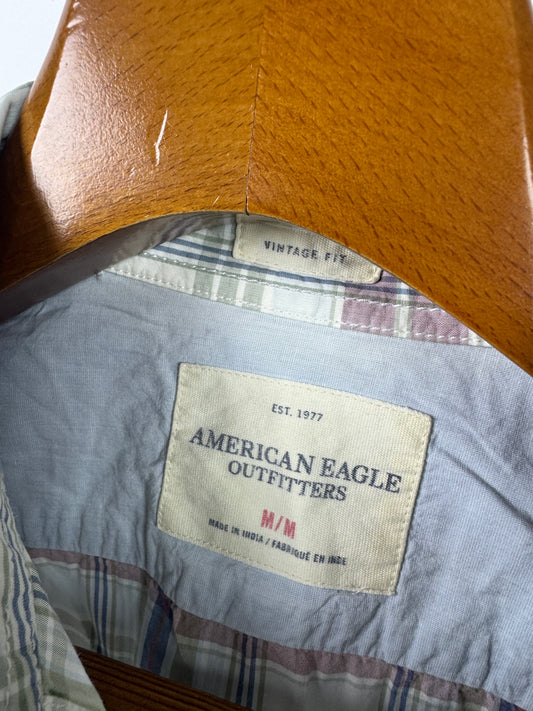 VINTAGE FIT
EST. 1977
AMERICAN EAGLE
OUTFITTERS
M/M
MADE IN INDIA / FABRIQUÉ EN INDE